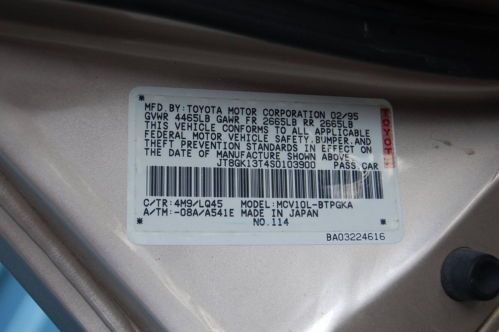 MFD.BY:TOYOTA MOTOR CORPORATION 02/95
GVWR 4465LB GAWR FR 2665LB RR 2665LB
THIS VEHICLE CONFORMS TO ALL APPLICABLE
FEDERAL MOTOR VEHICLE SAFETY,BUMPER,AND
THEFT PREVENTION STANDARDS IN EFFECT ON
THE DATE OF MANUFACTURE SHOWN ABOVE.
JT8GK13T4S0103900 PASS.CAR
TOYOTA
C/TR:4M9/LQ45 MODEL:MCV10L-BTPGKA
A/TM:-08A/A541E MADE IN JAPAN
NO.114
BA03224616